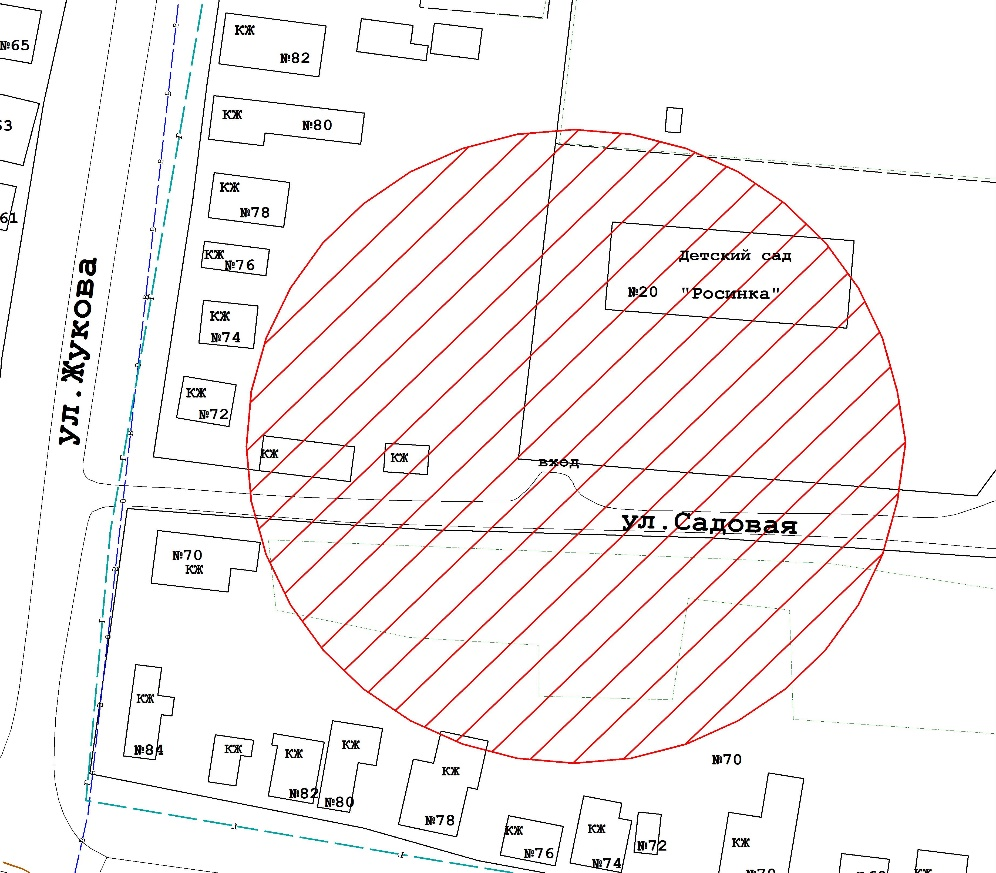 №65
КЖ
№82
КЖ
№80
КЖ
№78
КЖ
№76
КЖ
№74
КЖ
№72
61
ул.Жукова
Детский сад
№20 "Росинка"
КЖ
КЖ
вход
ул.Садовая
№70
КЖ
КЖ
№84
КЖ
КЖ
№82
КЖ
№80
КЖ
№78
КЖ
№76
КЖ
№74
№72
№70
КЖ